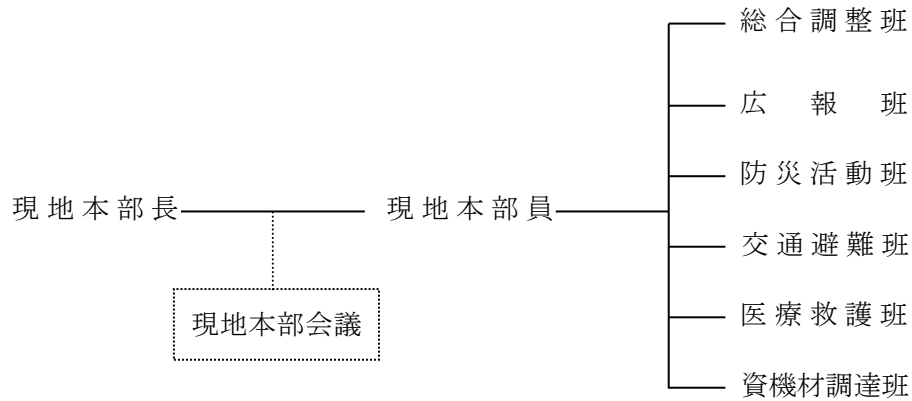 総合調整班
広報班
防災活動班
現地本部長
現地本部員
交通避難班
現地本部会議
医療救護班
資機材調達班